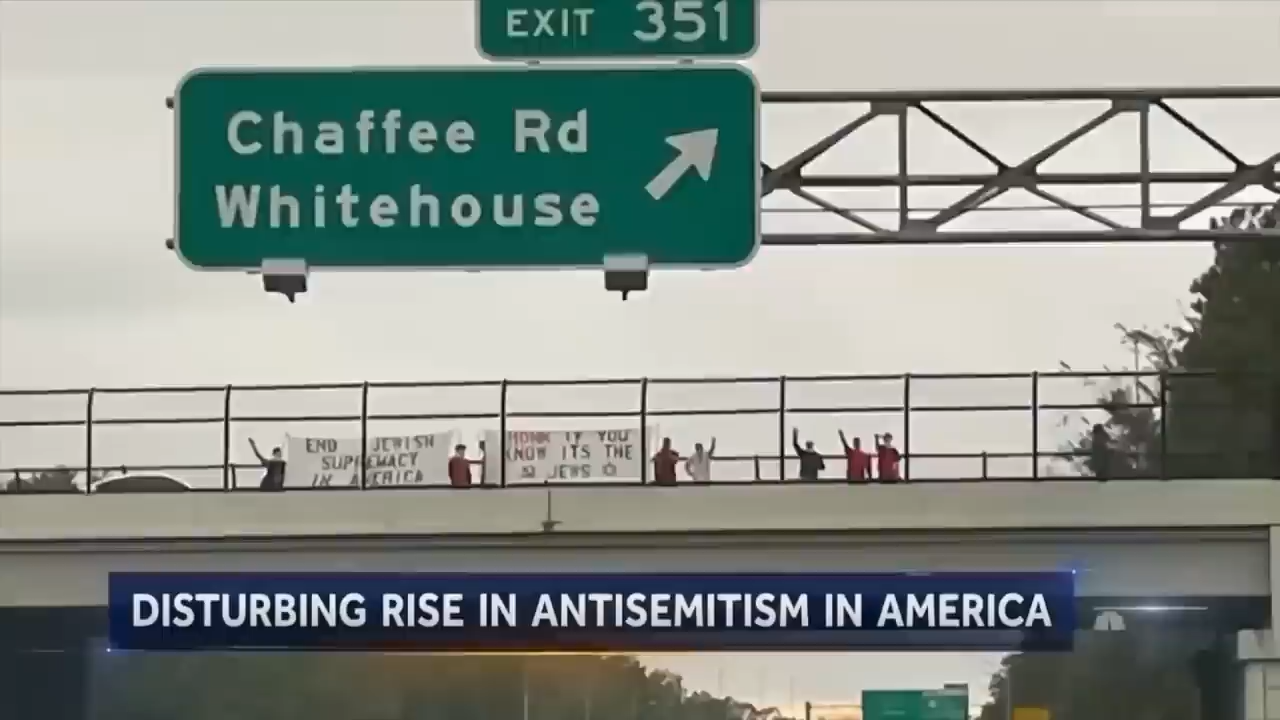 EXIT 351
Chaffee Rd
Whitehouse
END JEWISH
SUPREMACY
IN AMERICA
HONK IF YOU
KNOW ITS THE
JEWS
DISTURBING RISE IN ANTISEMITISM IN AMERICA